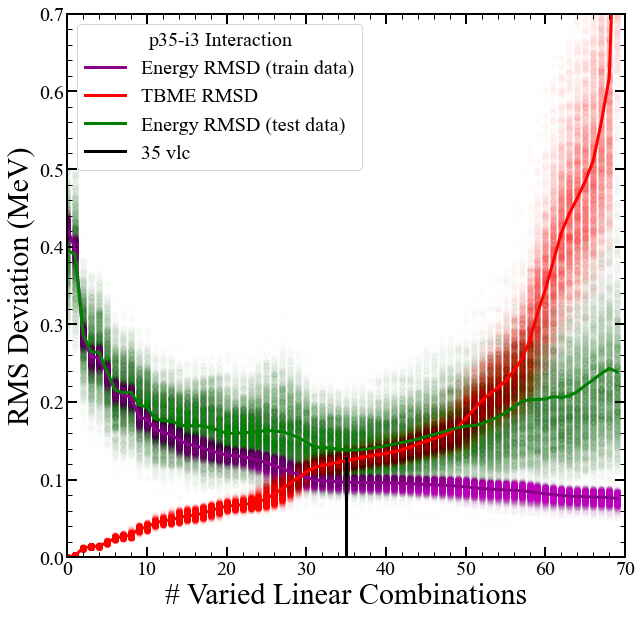 p35-i3 Interaction
Energy RMSD (train data)
TBME RMSD
Energy RMSD (test data)
35 vlc
RMS Deviation (MeV)
0.7
0.6
0.5
0.4
0.3
0.2
0.1
0.0
0 10 20 30 40 50 60 70
# Varied Linear Combinations